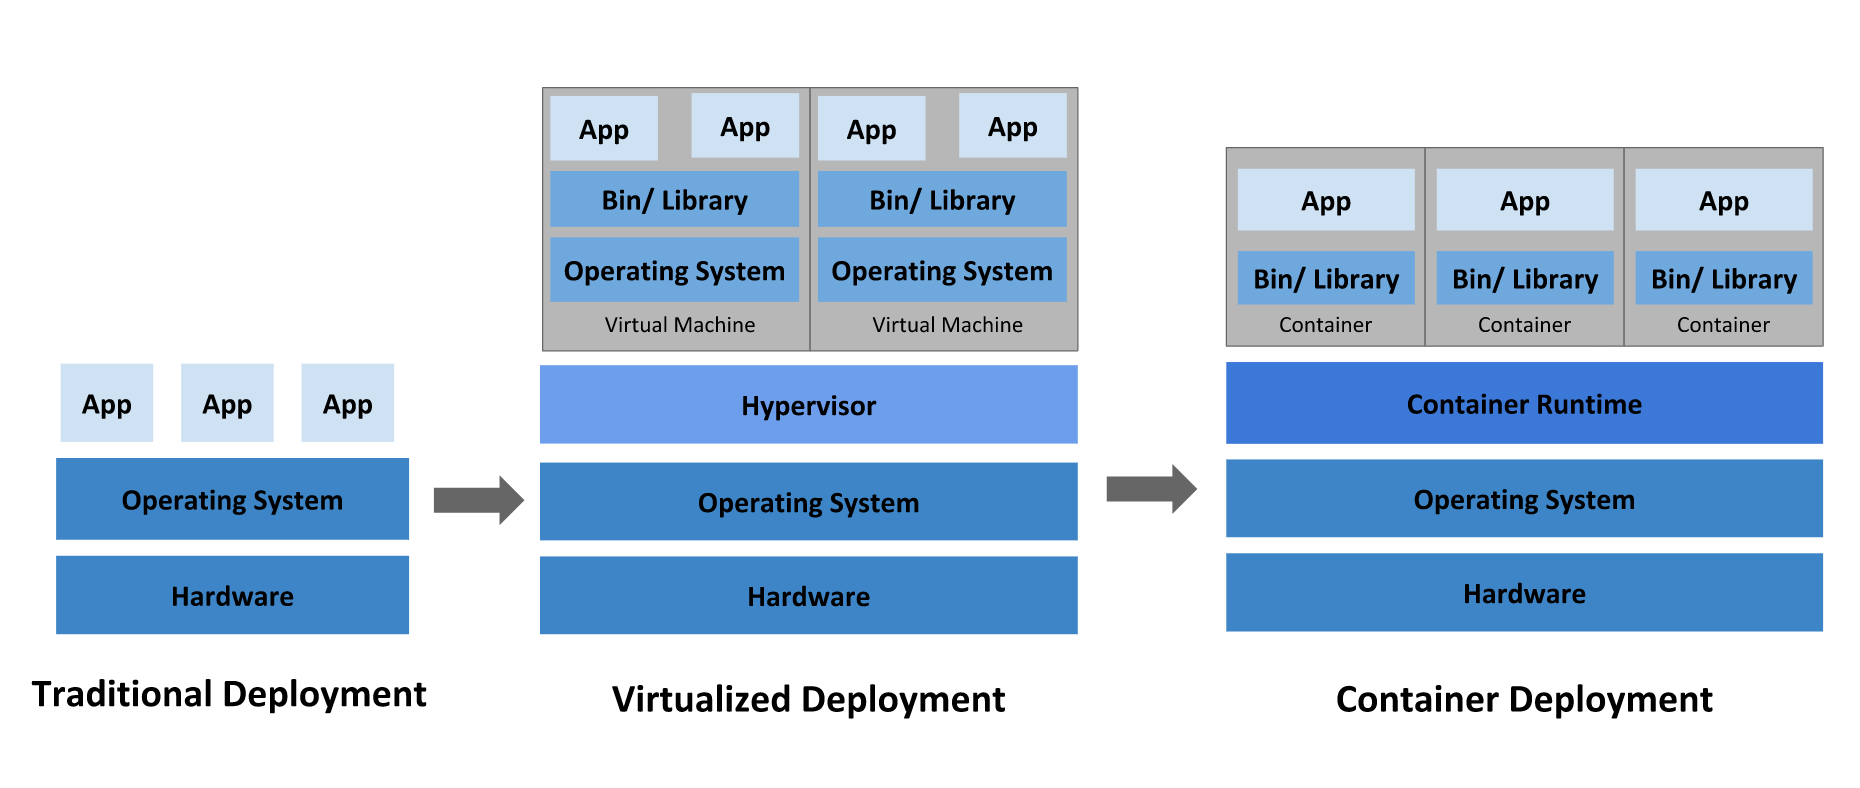 App
App
App
Operating System
Hardware
Traditional Deployment
App
App
Bin/ Library
Operating System
Virtual Machine
App
App
Bin/ Library
Operating System
Virtual Machine
Hypervisor
Operating System
Hardware
Virtualized Deployment
App
Bin/ Library
Container
App
Bin/ Library
Container
App
Bin/ Library
Container
Container Runtime
Operating System
Hardware
Container Deployment